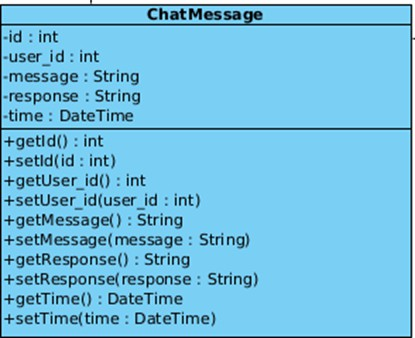 ChatMessage
-id : int
-user_id : int
-message : String
-response : String
-time : DateTime
+getId() : int
+setId(id : int)
+getUser_id() : int
+setUser_id(user_id : int)
+getMessage() : String
+setMessage(message : String)
+getResponse() : String
+setResponse(response : String)
+getTime() : DateTime
+setTime(time : DateTime)